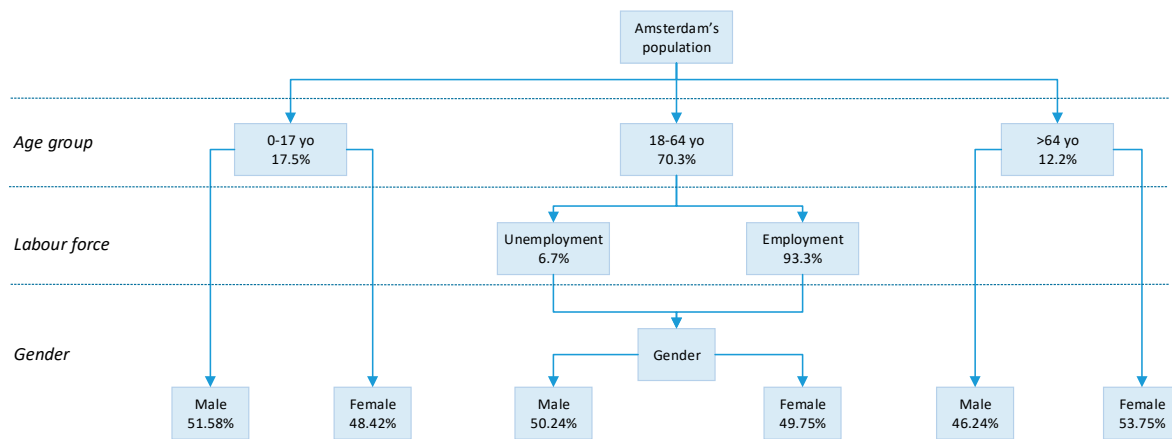 Amsterdam's
population
Age group
0-17 yo
17.5%
18-64 yo
70.3%
>64 yo
12.2%
Labour force
Unemployment
6.7%
Employment
93.3%
Gender
Gender
Male
51.58%
Female
48.42%
Male
50.24%
Female
49.75%
Male
46.24%
Female
53.75%